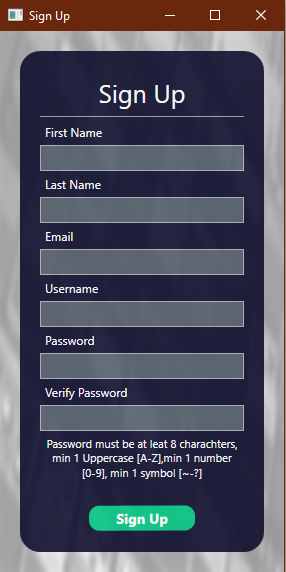 Sign Up
Sign Up
First Name
Last Name
Email
Username
Password
Verify Password
Password must be at leat 8 charachters,
min 1 Uppercase [A-Z],min 1 number
[0-9], min 1 symbol [~-?]
Sign Up